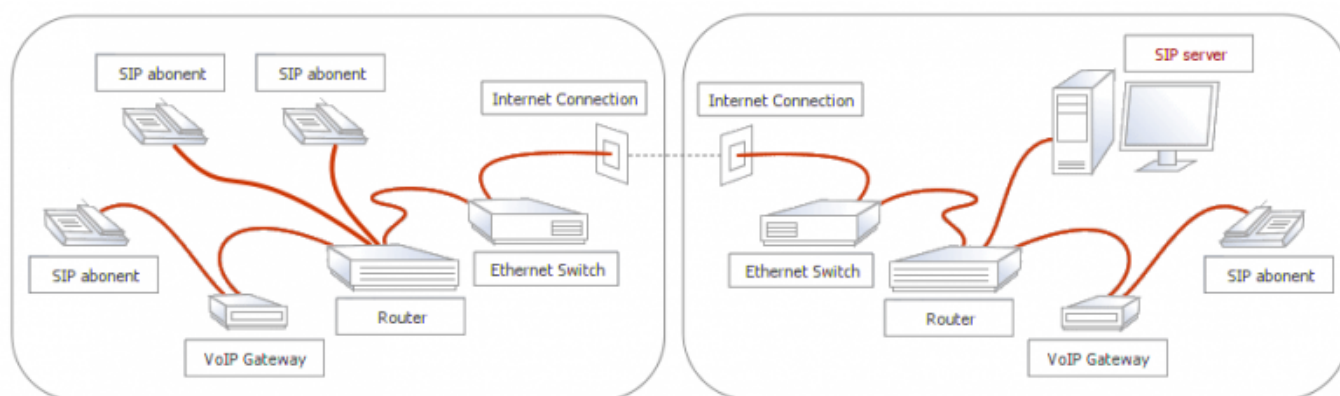 SIP abonent
SIP abonent
Internet Connection
SIP abonent
Ethernet Switch
Router
VoIP Gateway
Internet Connection
SIP server
Ethernet Switch
SIP abonent
Router
VoIP Gateway